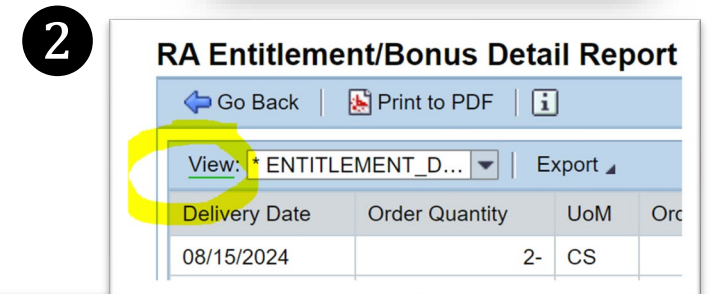 2
RA Entitlement/Bonus Detail Report
Go Back Print to PDF i
View: * ENTITLEMENT_D... Export
Delivery Date Order Quantity UoM Orc
08/15/2024 2- CS